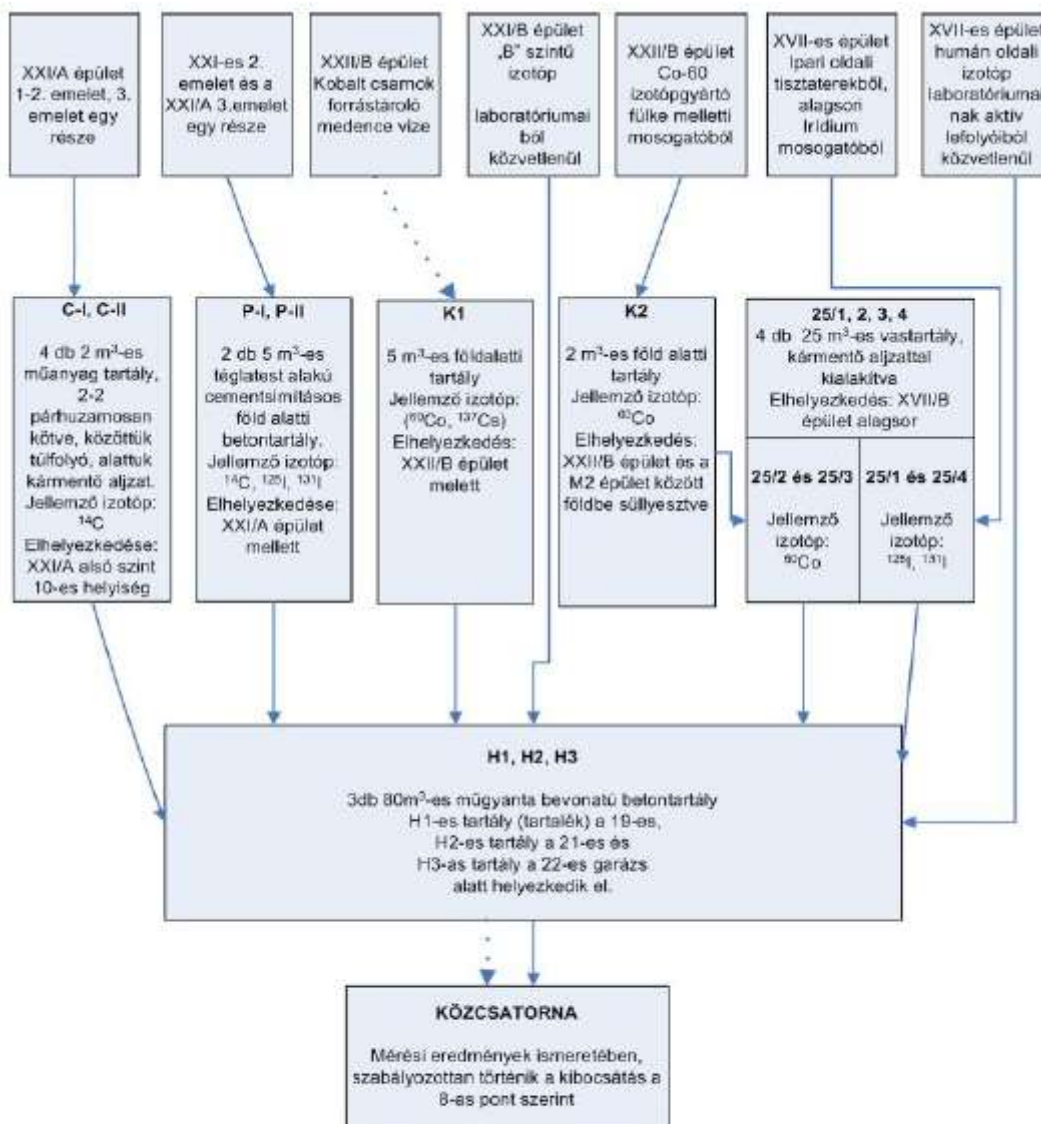 XXI/A épület
1-2. emelet, 3.
emelet egy
része
XXI-es 2.
emelet és a
XXI/A 3.emelet
egy része
XXII/B épület
Kobalt csarnok
forrástároló
medence vize
XXI/B épület
„B" szintű
izotóp
laboratóriumai
ból
közvetlenül
XXII/B épület
Co-60
izotópgyártó
fülke melletti
mosogatóból
XVII-es épület
Ipari oldali
tisztaterekből,
alagsori
Irídium
mosogatóból
XVII-es épület
humán oldali
izotóp
laboratóriumai
nak aktív
lefolyóiból
közvetlenül
C-I, C-II
4 db 2 m³-es
műanyag tartály,
2-2
párhuzamosan
kötve, közöttük
túlfolyó, alattuk
kármentő aljzat.
Jellemző izotóp:
¹⁴C
Elhelyezkedése:
XXI/A alsó szint
10-es helyiség
P-I, P-II
2 db 5 m³-es
téglatest alakú
cementsimításos
föld alatti
betontartály.
Jellemző izotóp:
¹⁴C, ¹²⁵I, ¹³¹I
Elhelyezkedése:
XXI/A épület
mellett
K1
5 m³-es földalatti
tartály
Jellemző izotóp:
(⁶⁰Co, ¹³⁷Cs)
Elhelyezkedés:
XXII/B épület
melett
K2
2 m³-es föld alatti
tartály
Jellemző izotóp:
⁶⁰Co
Elhelyezkedés:
XXII/B épület és a
M2 épület között
földbe süllyesztve
25/1, 2, 3, 4
4 db 25 m³-es vastartály,
kármentő aljzattal
kialakítva
Elhelyezkedés: XVII/B
épület alagsor
25/2 és 25/3
Jellemző
izotóp:
⁶⁰Co
25/1 és 25/4
Jellemző
izotóp:
¹²⁵I, ¹³¹I
H1, H2, H3
3db 80m³-es műgyanta bevonatú betontartály
H1-es tartály (tartalék) a 19-es,
H2-es tartály a 21-es és
H3-as tartály a 22-es garázs
alatt helyezkedik el.
KÖZCSATORNA
Mérési eredmények ismeretében,
szabályozottan történik a kibocsátás a
8-as pont szerint